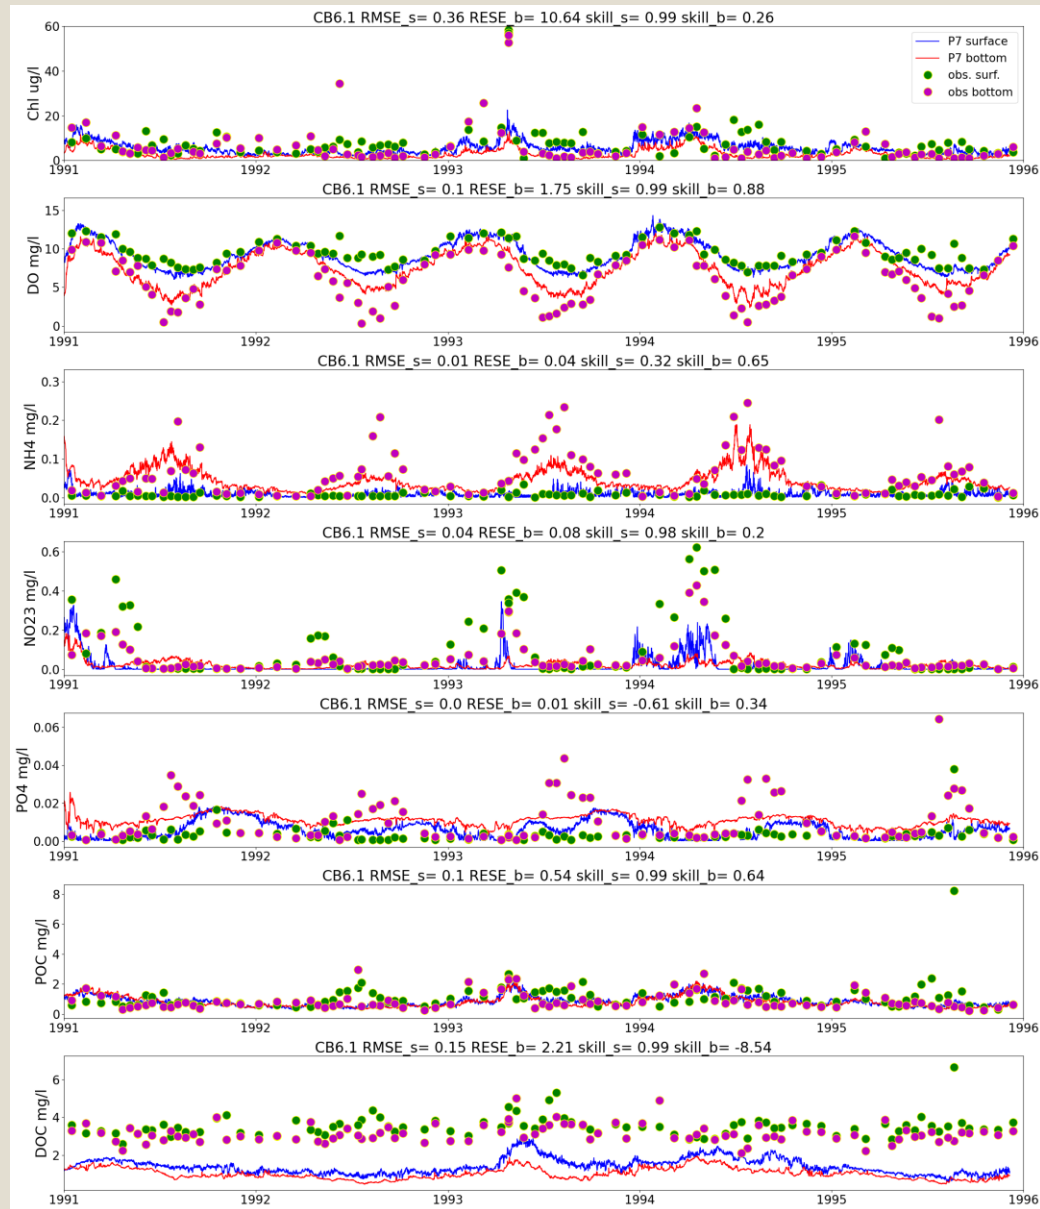 CB6.1 RMSE_s= 0.36 RESE_b= 10.64 skill_s= 0.99 skill_b= 0.26
60
40
20
0
Chl ug/l
P7 surface
P7 bottom
obs. surf.
obs bottom
1991 1992 1993 1994 1995 1996
CB6.1 RMSE_s= 0.1 RESE_b= 1.75 skill_s= 0.99 skill_b= 0.88
15
10
5
0
DO mg/l
1991 1992 1993 1994 1995 1996
CB6.1 RMSE_s= 0.01 RESE_b= 0.04 skill_s= 0.32 skill_b= 0.65
0.3
0.2
0.1
0.0
NH4 mg/l
1991 1992 1993 1994 1995 1996
CB6.1 RMSE_s= 0.04 RESE_b= 0.08 skill_s= 0.98 skill_b= 0.2
0.6
0.4
0.2
0.0
NO23 mg/l
1991 1992 1993 1994 1995 1996
CB6.1 RMSE_s= 0.0 RESE_b= 0.01 skill_s= -0.61 skill_b= 0.34
0.06
0.04
0.02
0.00
PO4 mg/l
1991 1992 1993 1994 1995 1996
CB6.1 RMSE_s= 0.1 RESE_b= 0.54 skill_s= 0.99 skill_b= 0.64
8
6
4
2
0
POC mg/l
1991 1992 1993 1994 1995 1996
CB6.1 RMSE_s= 0.15 RESE_b= 2.21 skill_s= 0.99 skill_b= -8.54
6
4
2
DOC mg/l
1991 1992 1993 1994 1995 1996